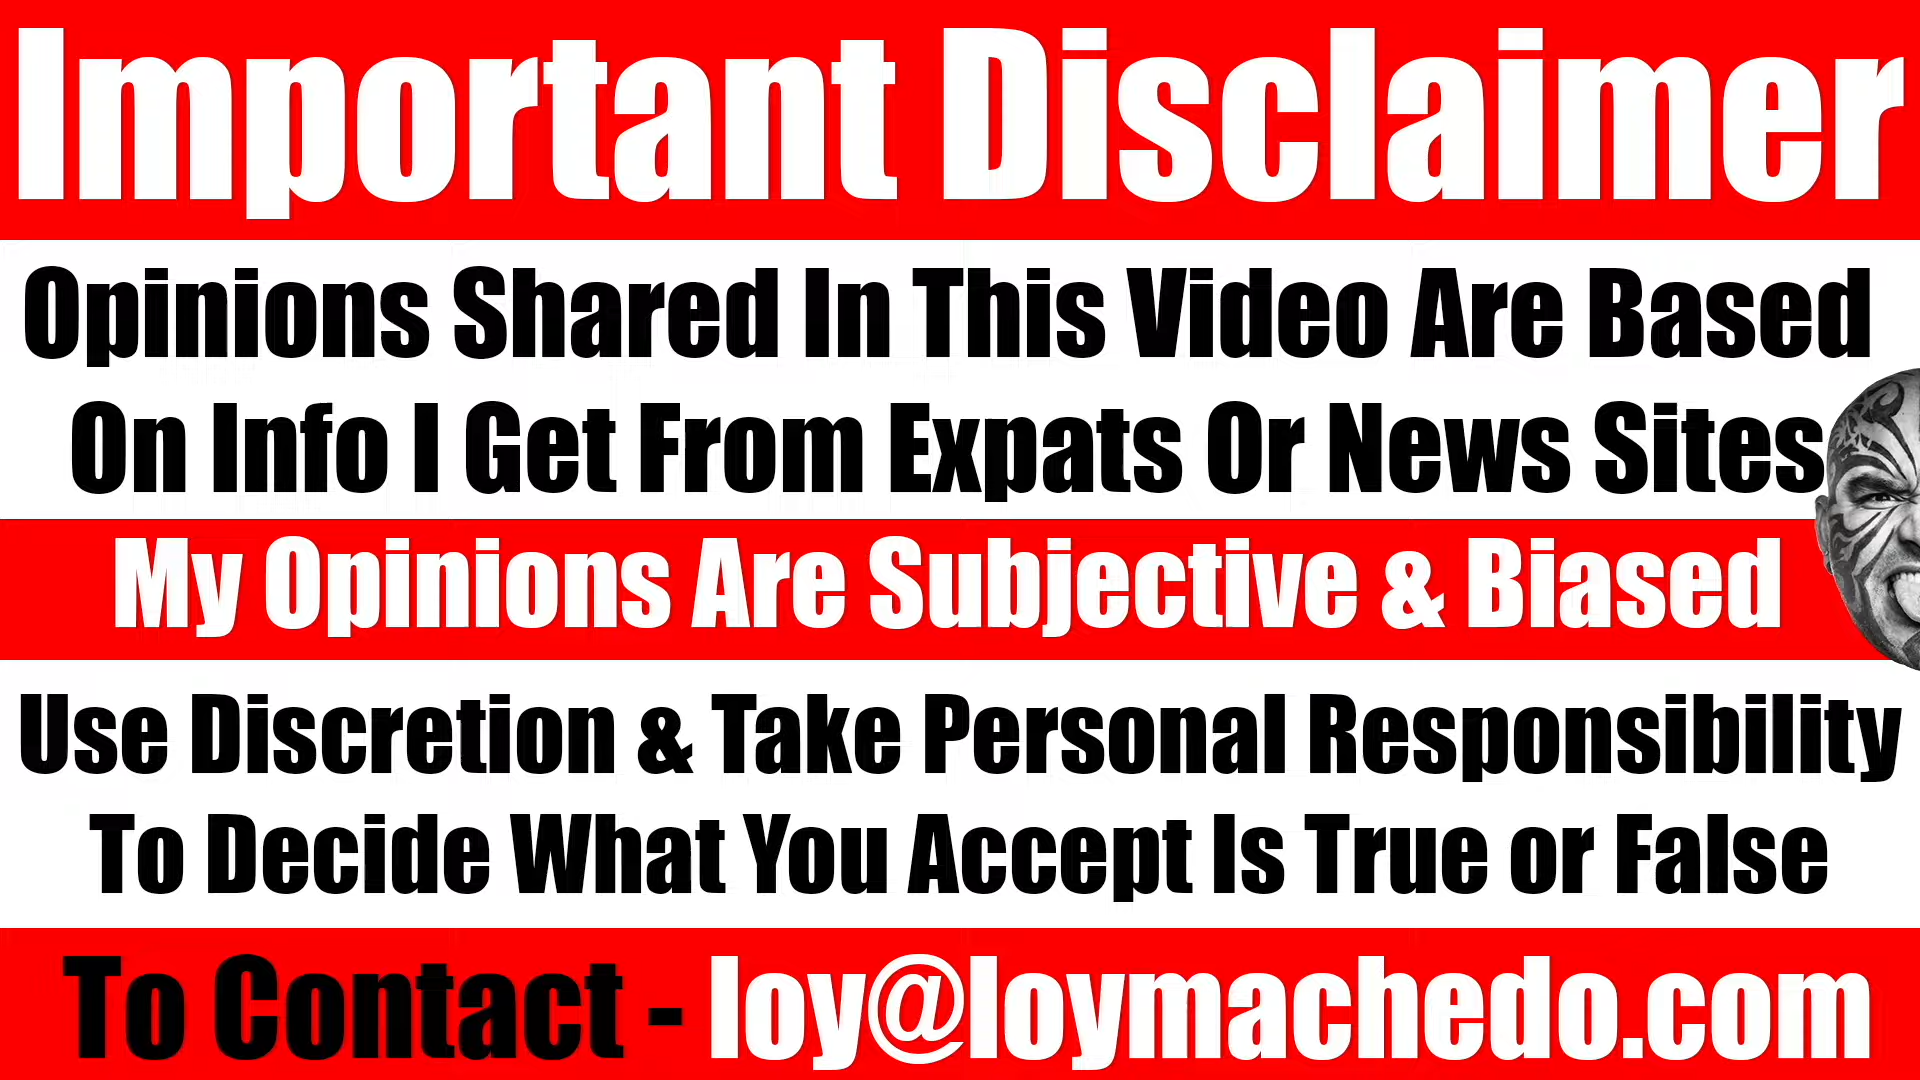 Important Disclaimer
Opinions Shared In This Video Are Based
On Info I Get From Expats Or News Sites
My Opinions Are Subjective & Biased
Use Discretion & Take Personal Responsibility
To Decide What You Accept Is True or False
To Contact - loy@loymachedo.com